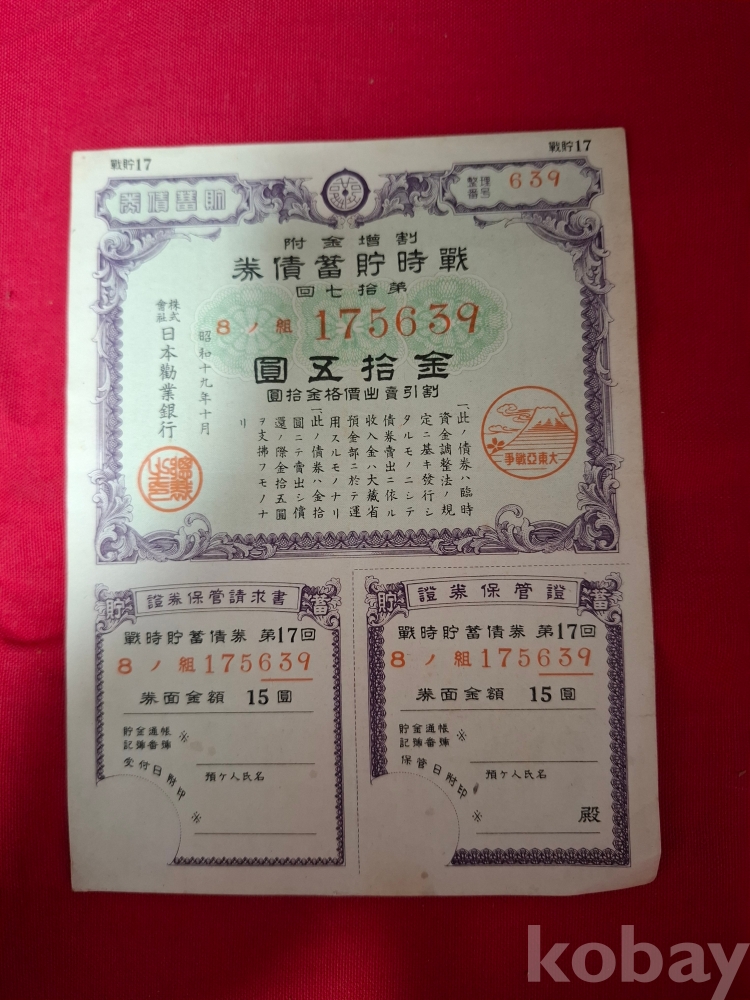 戰貯17
戰貯17
貯蓄債券
整理番号 639
割增金附
戰時貯蓄債券
第拾七回
8ノ組 175639
金拾五圓
割引賣出價格金拾圓
大東亞戰爭
一、此ノ債券ハ臨時
資金調整法ノ規
定ニ基キ發行シ
タルモノニシテ
債券賣出ニ依ル
收入金ハ大藏省
預金部ニ於テ運
用スルモノナリ
一、此ノ債券ハ金拾
圓ニテ賣出シ償
還ノ際金拾五圓
ヲ支拂フモノナ
リ
昭和十九年十月
株式會社 日本勸業銀行
貯 證券保管請求書
戰時貯蓄債券 第17回
8ノ組 175639
券面金額 15圓
貯金通帳
記號番號 ※
受付日附印 ※
預ケ人氏名
證券保管證
貯 蓄
戰時貯蓄債券 第17回
8ノ組 175639
券面金額 15圓
貯金通帳
記號番號 ※
保管日附印 ※
預ケ人氏名
殿
kobay